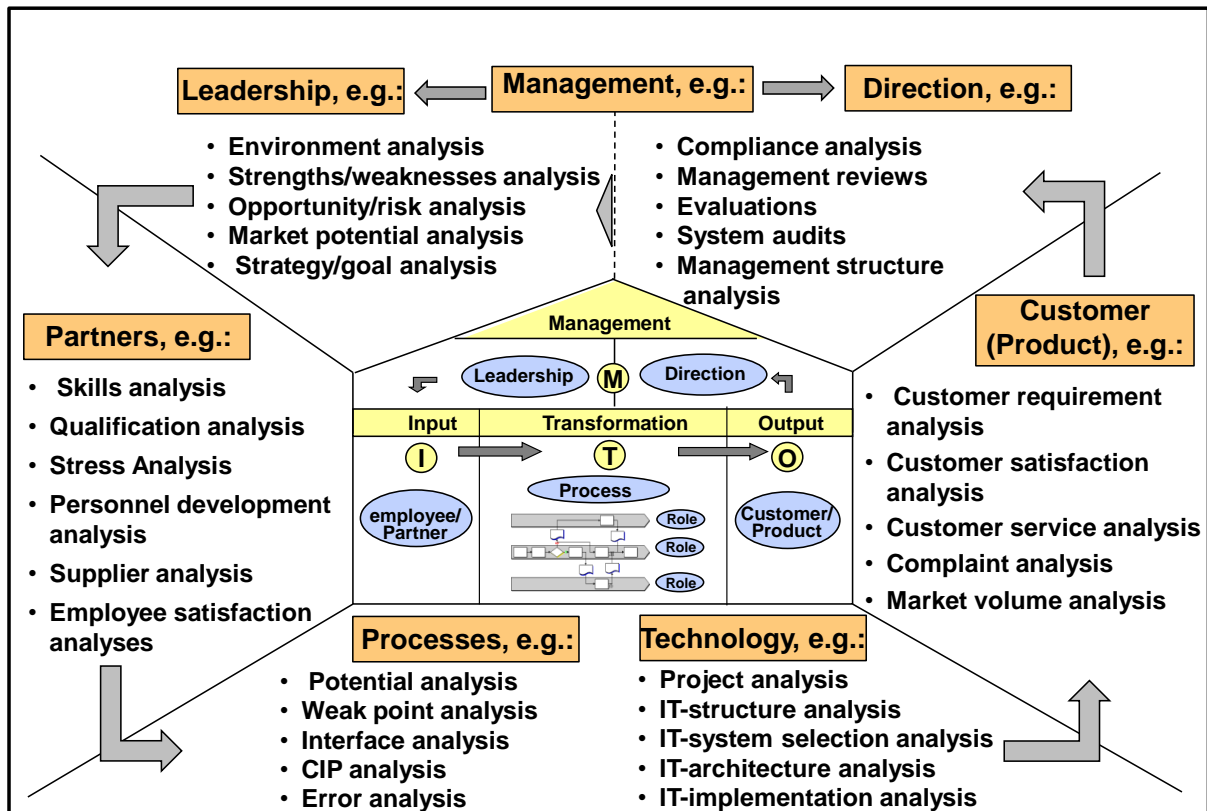 Leadership, e.g.:
Management, e.g.:
Direction, e.g.:
• Environment analysis
• Strengths/weaknesses analysis
• Opportunity/risk analysis
• Market potential analysis
• Strategy/goal analysis
• Compliance analysis
• Management reviews
• Evaluations
• System audits
• Management structure
analysis
Partners, e.g.:
• Skills analysis
• Qualification analysis
• Stress Analysis
• Personnel development
analysis
• Supplier analysis
• Employee satisfaction
analyses
Management
Leadership
M
Direction
Input
Transformation
Output
I
T
O
employee/
Partner
Process
Role
Role
Role
Customer/
Product
Customer
(Product), e.g.:
• Customer requirement
analysis
• Customer satisfaction
analysis
• Customer service analysis
• Complaint analysis
• Market volume analysis
Processes, e.g.:
• Potential analysis
• Weak point analysis
• Interface analysis
• CIP analysis
• Error analysis
Technology, e.g.:
• Project analysis
• IT-structure analysis
• IT-system selection analysis
• IT-architecture analysis
• IT-implementation analysis